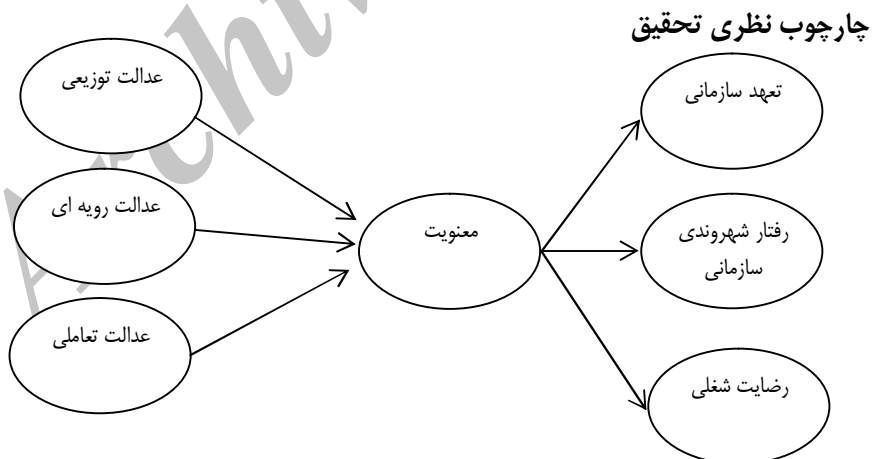 چارچوب نظری تحقیق
تعهد سازمانی
عدالت توزیعی
عدالت رویه ای
معنویت
رفتار شهروندی
سازمانی
عدالت تعاملی
رضایت شغلی